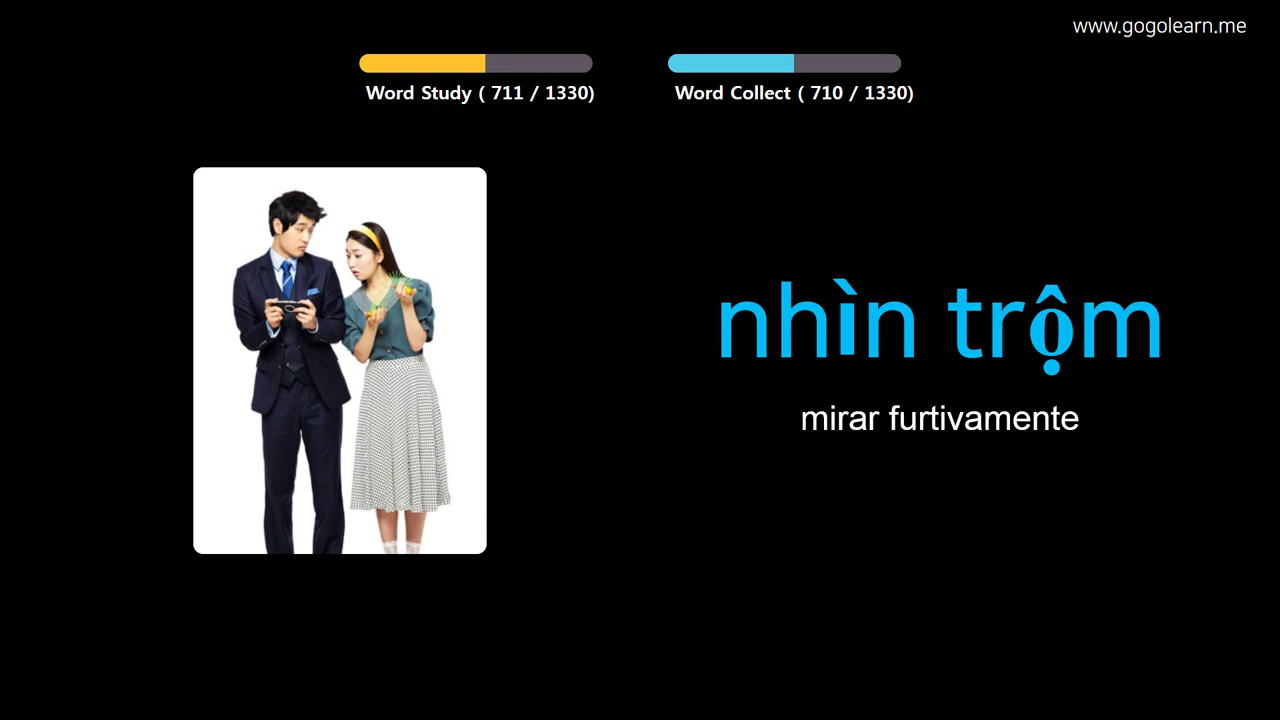 www.gogolearn.me
Word Study ( 711 / 1330)
Word Collect ( 710 / 1330)
nhìn trộm
mirar furtivamente